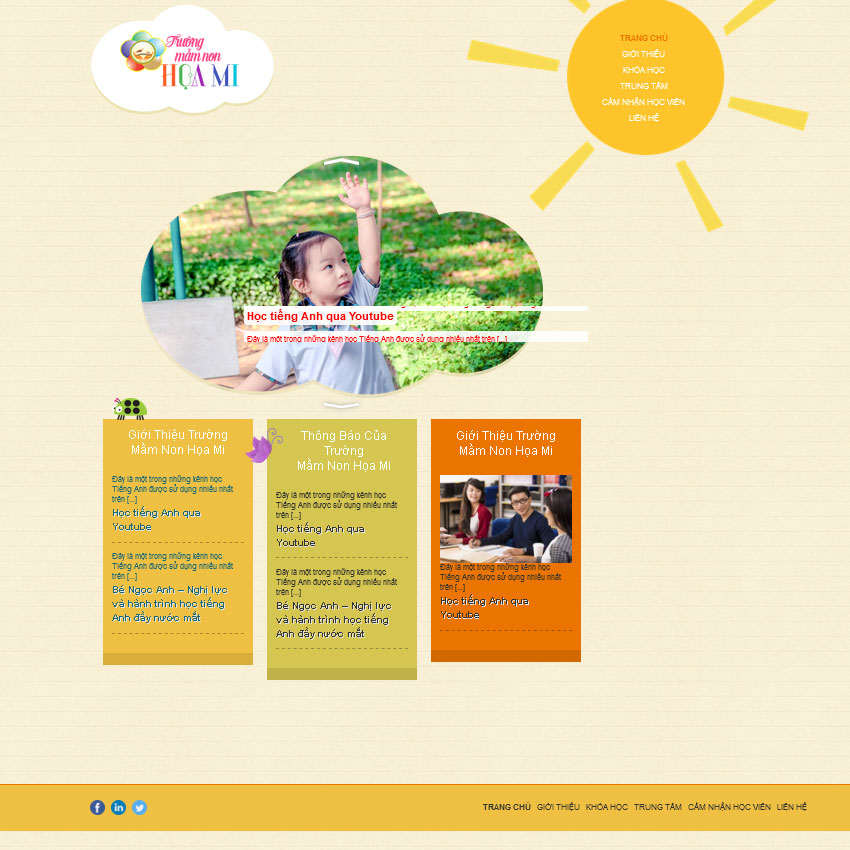 Trường
mầm non
HỌA MI
TRANG CHỦ
GIỚI THIỆU
KHÓA HỌC
TRUNG TÂM
CẢM NHẬN HỌC VIÊN
LIÊN HỆ
Học tiếng Anh qua Youtube
Đây là một trong những kênh học Tiếng Anh được sử dụng nhiều nhất trên [...]
Giới Thiệu Trường
Mầm Non Họa Mi
Đây là một trong những kênh học
Tiếng Anh được sử dụng nhiều nhất
trên [...]
Học tiếng Anh qua
Youtube
Đây là một trong những kênh học
Tiếng Anh được sử dụng nhiều nhất
trên [...]
Bé Ngọc Anh – Nghị lực
và hành trình học tiếng
Anh đầy nước mắt
Thông Báo Của
Trường
Mầm Non Họa Mi
Đây là một trong những kênh học
Tiếng Anh được sử dụng nhiều nhất
trên [...]
Học tiếng Anh qua
Youtube
Đây là một trong những kênh học
Tiếng Anh được sử dụng nhiều nhất
trên [...]
Bé Ngọc Anh – Nghị lực
và hành trình học tiếng
Anh đầy nước mắt
Giới Thiệu Trường
Mầm Non Họa Mi
Đây là một trong những kênh học
Tiếng Anh được sử dụng nhiều nhất
trên [...]
Học tiếng Anh qua
Youtube
TRANG CHỦ GIỚI THIỆU KHÓA HỌC TRUNG TÂM CẢM NHẬN HỌC VIÊN LIÊN HỆ